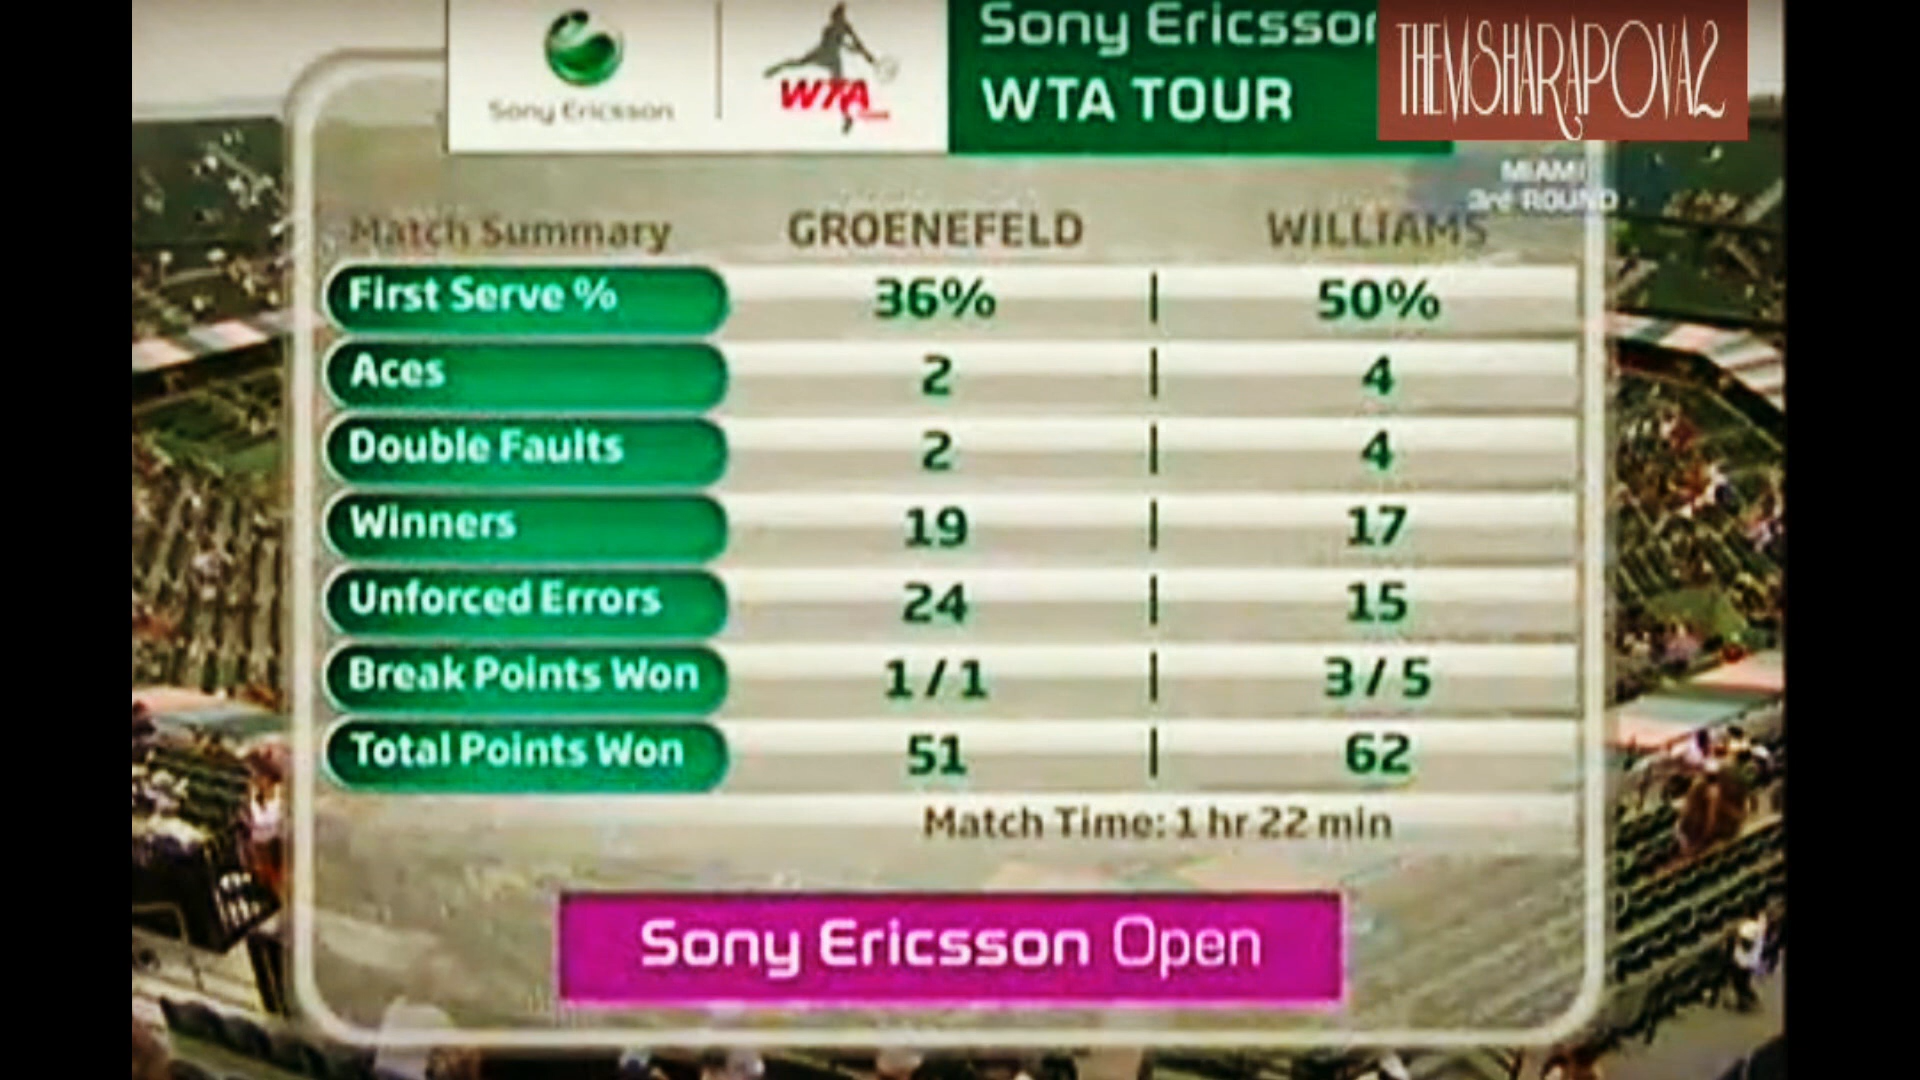 Sony Ericsson
WTA
Sony Ericsson
WTA TOUR
THEMSHARAPOVA2
MIAMI
3rd ROUND
Match Summary GROENEFELD WILLIAMS
First Serve % 36% | 50%
Aces 2 | 4
Double Faults 2 | 4
Winners 19 | 17
Unforced Errors 24 | 15
Break Points Won 1 / 1 | 3 / 5
Total Points Won 51 | 62
Match Time: 1 hr 22 min
Sony Ericsson Open